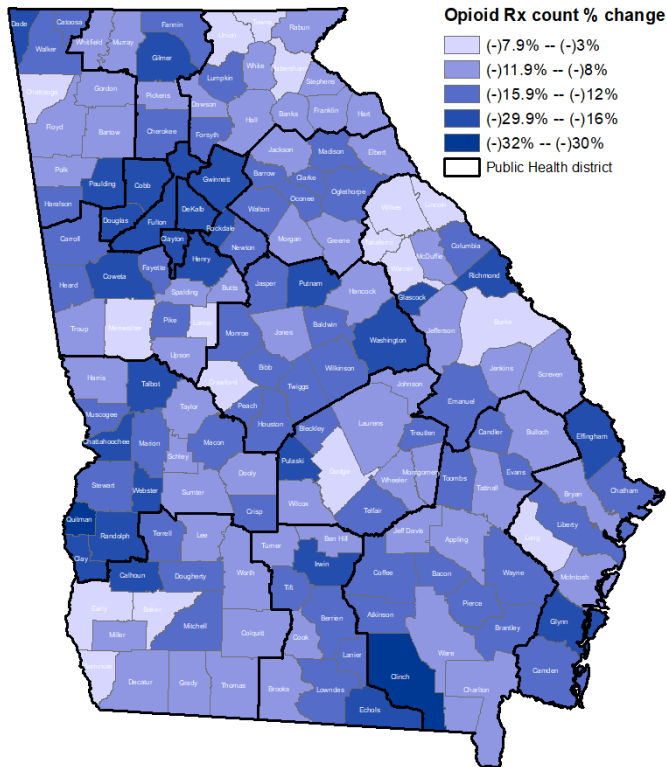 Opioid Rx count % change
(-)7.9% -- (-)3%
(-)11.9% -- (-)8%
(-)15.9% -- (-)12%
(-)29.9% -- (-)16%
(-)32% -- (-)30%
Public Health district
Dade
Catoosa
Fannin
Towns
Rabun
Walker
Whitfield
Murray
Union
Gilmer
Habersham
White
Lumpkin
Stephens
Chattooga
Gordon
Pickens
Dawson
Banks
Franklin
Hart
Floyd
Bartow
Cherokee
Forsyth
Hall
Jackson
Madison
Elbert
Polk
Paulding
Cobb
Gwinnett
Barrow
Clarke
Oglethorpe
Haralson
Douglas
Fulton
DeKalb
Walton
Oconee
Wilkes
Lincoln
Carroll
Clayton
Rockdale
Newton
Morgan
Greene
Taliaferro
McDuffie
Columbia
Heard
Coweta
Fayette
Henry
Warren
Richmond
Spalding
Butts
Jasper
Putnam
Hancock
Glascock
Troup
Meriwether
Pike
Lamar
Monroe
Jones
Baldwin
Washington
Jefferson
Burke
Upson
Crawford
Bibb
Wilkinson
Harris
Talbot
Twiggs
Johnson
Jenkins
Screven
Taylor
Peach
Houston
Laurens
Emanuel
Muscogee
Chattahoochee
Marion
Macon
Bleckley
Treutlen
Candler
Bulloch
Effingham
Schley
Dooly
Pulaski
Dodge
Wheeler
Montgomery
Toombs
Evans
Stewart
Webster
Sumter
Crisp
Wilcox
Telfair
Tattnall
Bryan
Chatham
Quitman
Randolph
Terrell
Lee
Turner
Ben Hill
Jeff Davis
Appling
Long
Liberty
Clay
Calhoun
Dougherty
Worth
Tift
Irwin
Coffee
Bacon
Wayne
McIntosh
Early
Baker
Mitchell
Colquitt
Cook
Berrien
Atkinson
Pierce
Brantley
Glynn
Miller
Lanier
Ware
Seminole
Decatur
Grady
Thomas
Brooks
Lowndes
Clinch
Echols
Charlton
Camden